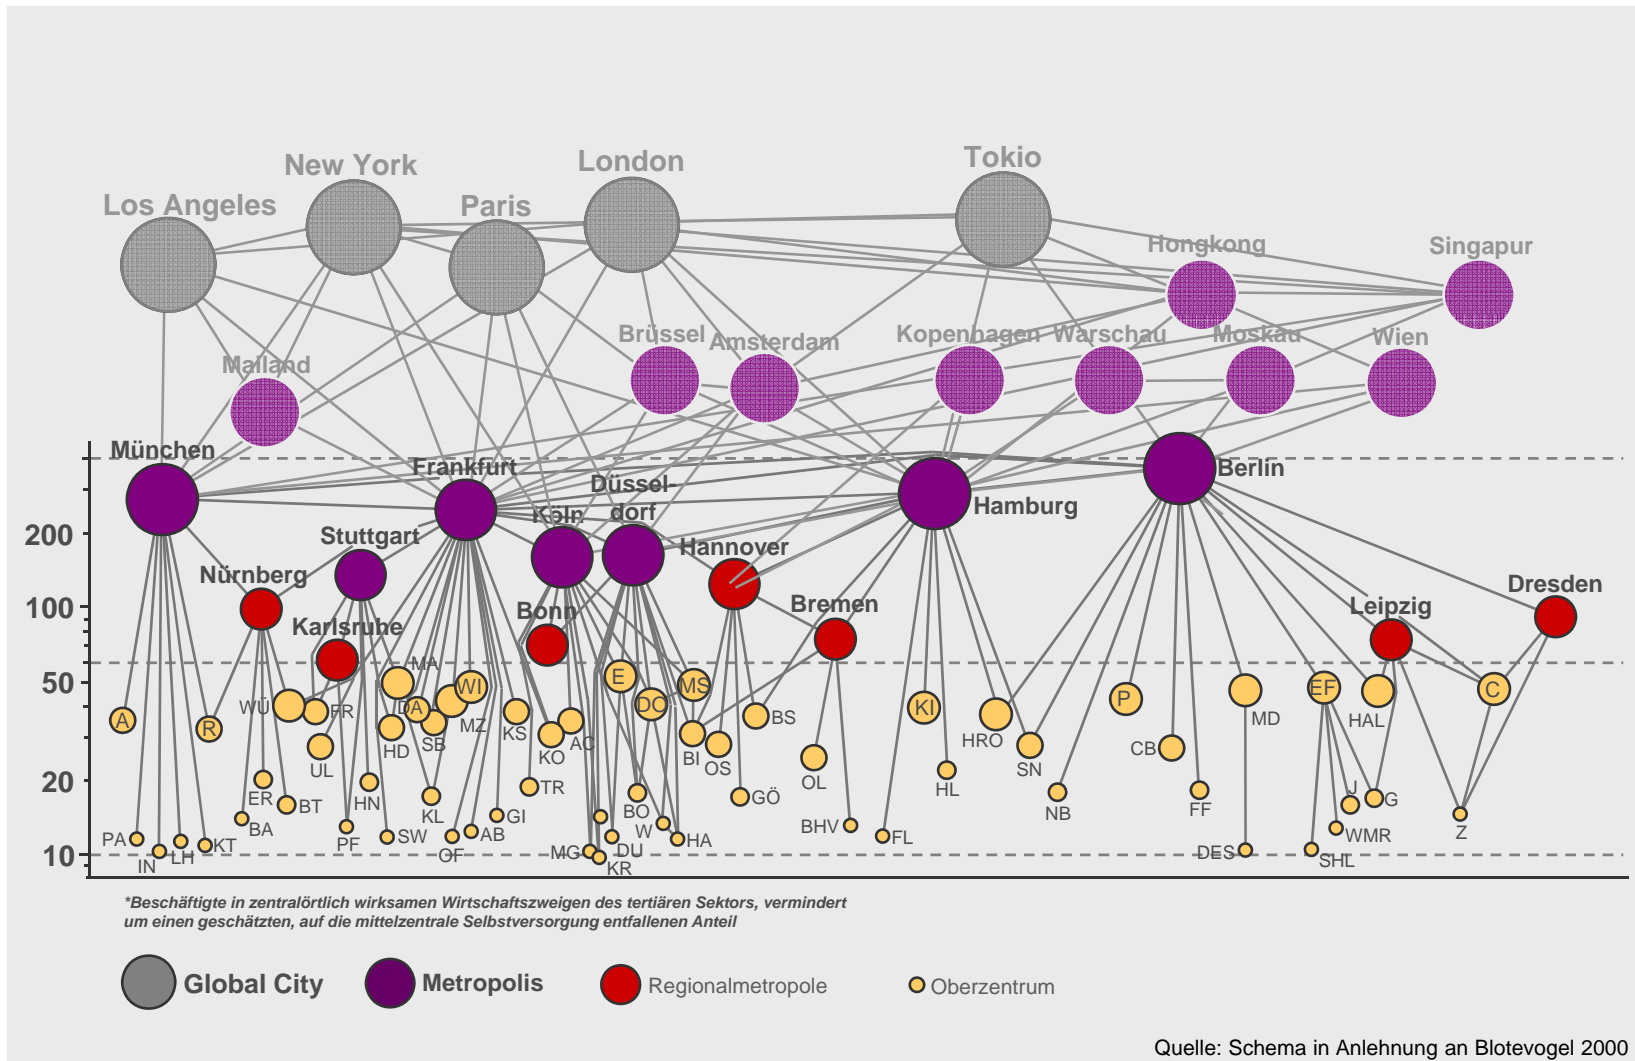 New York
London
Tokio
Los Angeles
Paris
Hongkong
Singapur
Brüssel
Amsterdam
Kopenhagen
Warschau
Moskau
Wien
Mailand
München
Frankfurt
Düssel-
dorf
Köln
Hamburg
Berlin
200
Stuttgart
Hannover
Nürnberg
Dresden
100
Karlsruhe
Bonn
Bremen
Leipzig
50
A
R
WÜ
FR
MA
DA
WI
MZ
HD
SB
UL
KS
KO
AC
E
DO
MS
BI
OS
BS
KI
HRO
SN
P
CB
MD
EF
HAL
C
OL
20
ER
BA
BT
HN
KL
TR
BO
GÖ
HL
NB
FF
J
G
PA
IN
LH
KT
PF
SW
OF
AB
GI
MG
KR
DU
W
HA
BHV
FL
DES
SHL
WMR
Z
10
*Beschäftigte in zentralörtlich wirksamen Wirtschaftszweigen des tertiären Sektors, vermindert
um einen geschätzten, auf die mittelzentrale Selbstversorgung entfallenen Anteil
Global City
Metropolis
Regionalmetropole
Oberzentrum
Quelle: Schema in Anlehnung an Blotevogel 2000